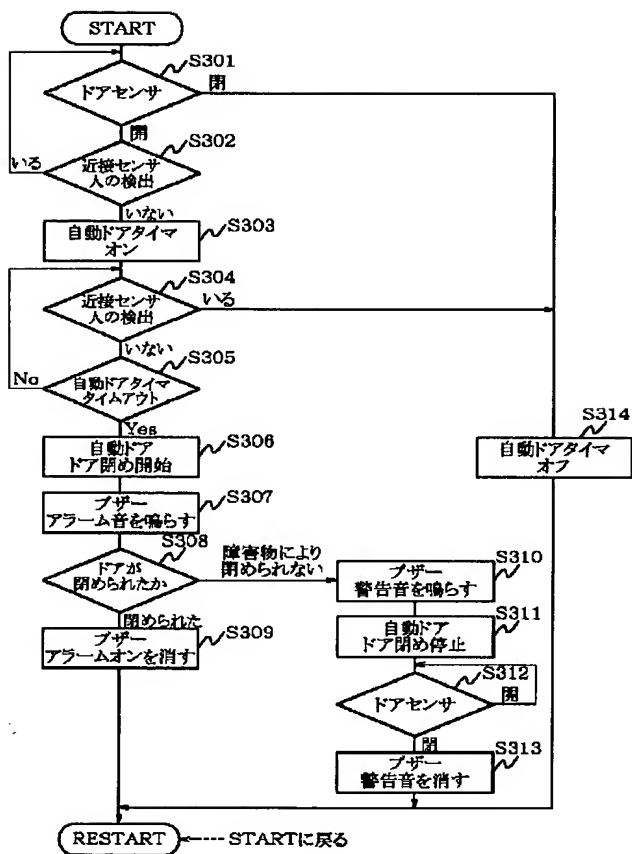 START
S301
ドアセンサ
閉
開
S302
近接センサ
人の検出
いる
いない
自動ドアタイマ
オン
S303
S304
近接センサ
人の検出
いる
いない
S305
自動ドアタイマ
タイムアウト
No
Yes
自動ドア
ドア閉め開始
S306
S314
自動ドアタイマ
オフ
ブザー
アラーム音を鳴らす
S307
S308
ドアが
閉められたか
障害物により
閉められない
閉められた
ブザー
警告音を鳴らす
S310
ブザー
アラームオンを消す
S309
自動ドア
ドア閉め停止
S311
S312
ドアセンサ
開
閉
ブザー
警告音を消す
S313
RESTART
STARTに戻る